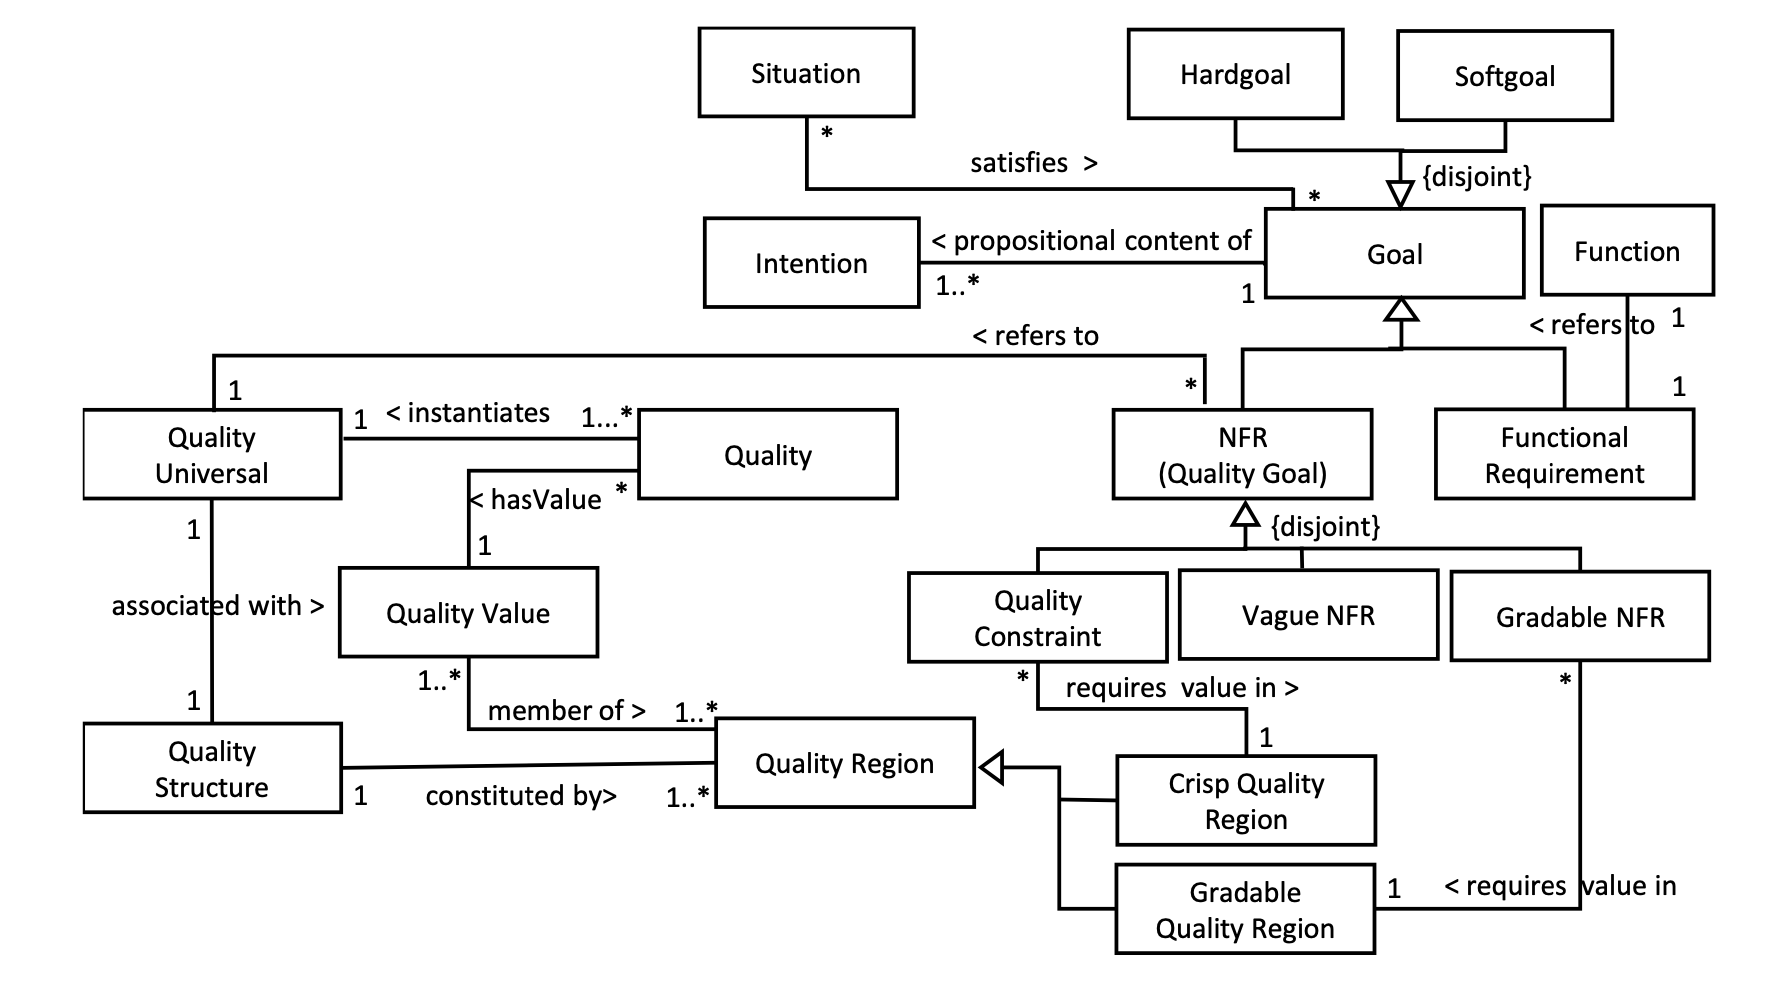 Situation
Hardgoal
Softgoal
*
satisfies >
{disjoint}
*
Intention
< propositional content of
Goal
Function
1..*
1
< refers to
1
< refers to
1
*
1
Quality
Universal
1
< instantiates
1...*
Quality
NFR
(Quality Goal)
Functional
Requirement
< hasValue
*
1
1
{disjoint}
associated with >
Quality Value
Quality
Constraint
Vague NFR
Gradable NFR
1..*
*
requires value in >
*
1
member of >
1..*
1
Quality
Structure
Quality Region
1
constituted by>
1..*
Crisp Quality
Region
Gradable
Quality Region
1
< requires value in